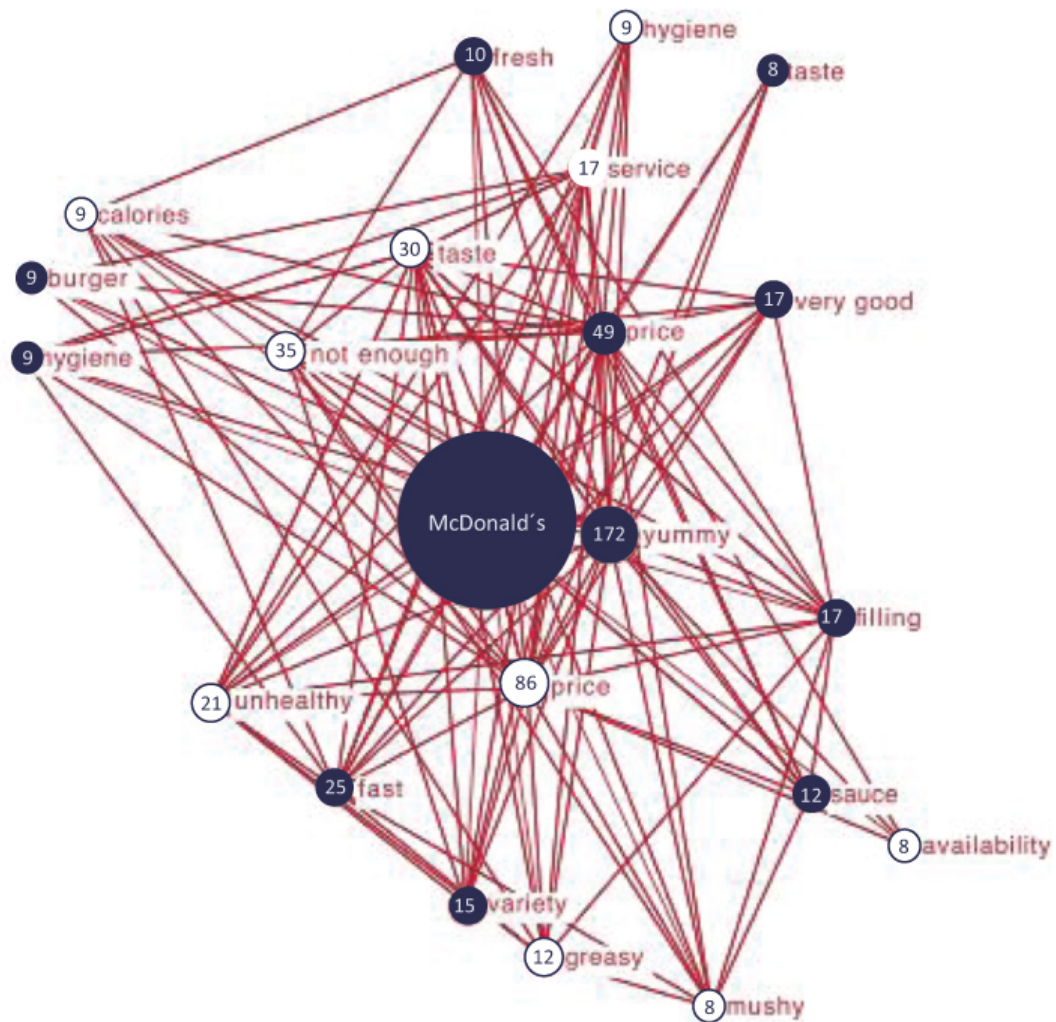 9 hygiene
10 fresh
8 taste
17 service
9 calories
30 taste
9 burger
17 very good
49 price
35 not enough
9 hygiene
McDonald´s
172 yummy
17 filling
86 price
21 unhealthy
25 fast
12 sauce
8 availability
15 variety
12 greasy
8 mushy